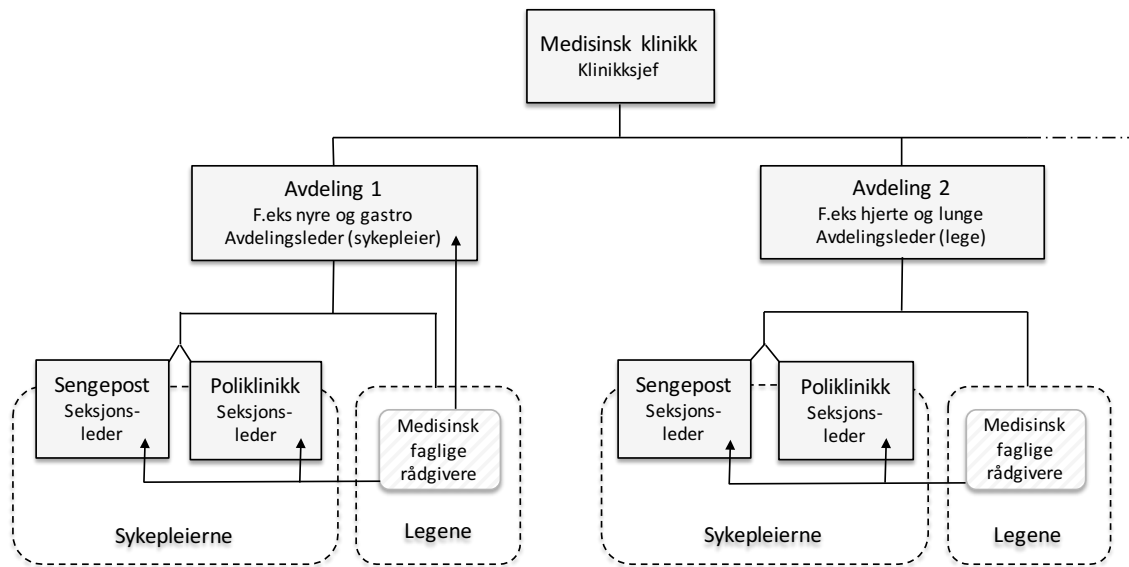 Medisinsk klinikk
Klinikksjef
Avdeling 1
F.eks nyre og gastro
Avdelingsleder (sykepleier)
Avdeling 2
F.eks hjerte og lunge
Avdelingsleder (lege)
Sengepost
Seksjons-
leder
Poliklinikk
Seksjons-
leder
Medisinsk
faglige
rådgivere
Sykepleierne
Legene
Sengepost
Seksjons-
leder
Poliklinikk
Seksjons-
leder
Medisinsk
faglige
rådgivere
Sykepleierne
Legene